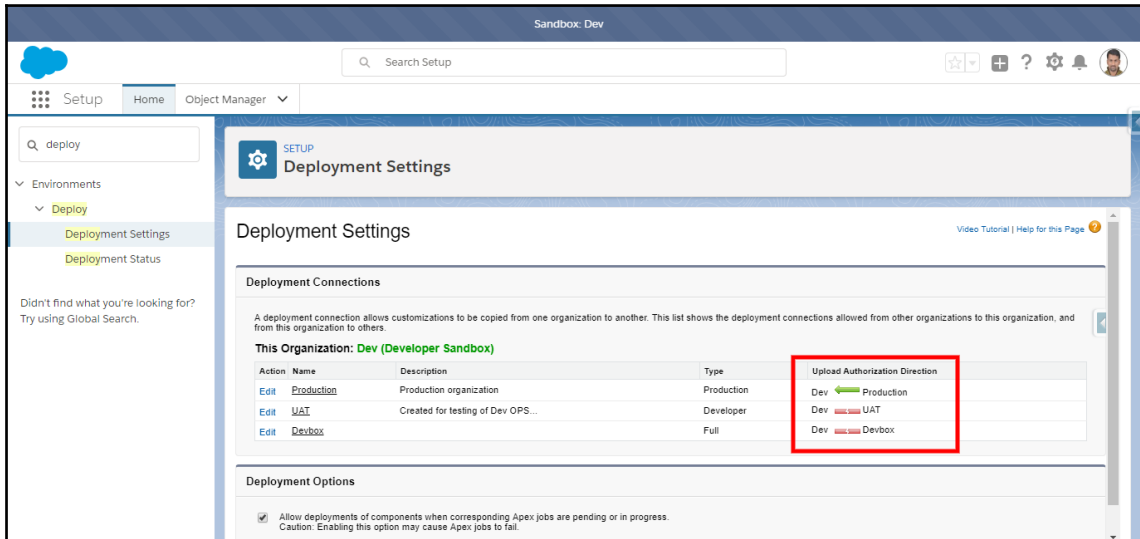 Sandbox: Dev
Search Setup
Setup
Home
Object Manager
deploy
Environments
Deploy
Deployment Settings
Deployment Status
Didn't find what you're looking for?
Try using Global Search.
SETUP
Deployment Settings
Deployment Settings
Video Tutorial | Help for this Page
Deployment Connections
A deployment connection allows customizations to be copied from one organization to another. This list shows the deployment connections allowed from other organizations to this organization, and
from this organization to others.
This Organization: Dev (Developer Sandbox)
Action Name Description Type Upload Authorization Direction
Edit Production Production organization Production Dev Production
Edit UAT Created for testing of Dev OPS... Developer Dev UAT
Edit Devbox Full Dev Devbox
Deployment Options
Allow deployments of components when corresponding Apex jobs are pending or in progress.
Caution: Enabling this option may cause Apex jobs to fail.